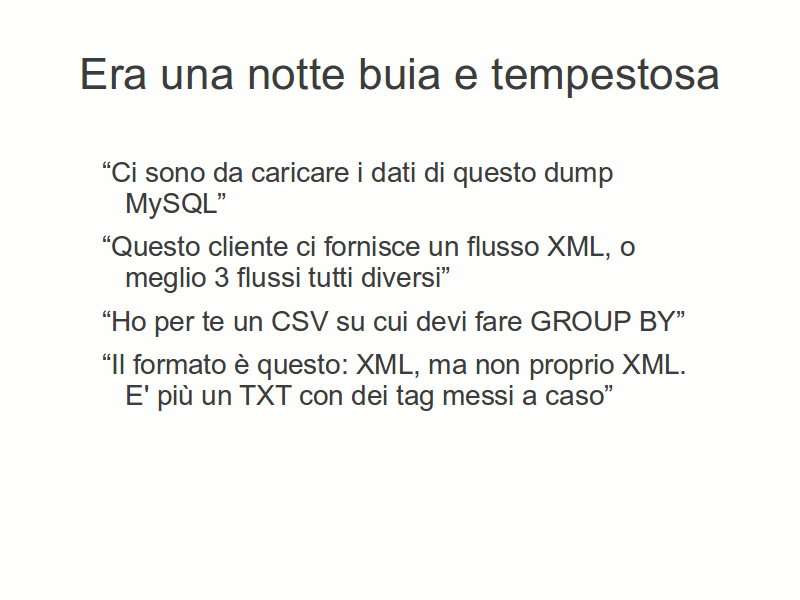 Era una notte buia e tempestosa
“Ci sono da caricare i dati di questo dump
MySQL”
“Questo cliente ci fornisce un flusso XML, o
meglio 3 flussi tutti diversi”
“Ho per te un CSV su cui devi fare GROUP BY”
“Il formato è questo: XML, ma non proprio XML.
E' più un TXT con dei tag messi a caso”